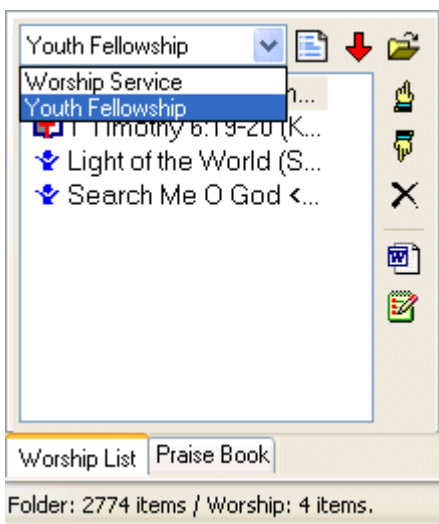 Youth Fellowship
Worship Service
Youth Fellowship
n...
1 Timothy 6:19-20 (K...
Light of the World (S...
Search Me O God <...
Worship List Praise Book
Folder: 2774 items / Worship: 4 items.